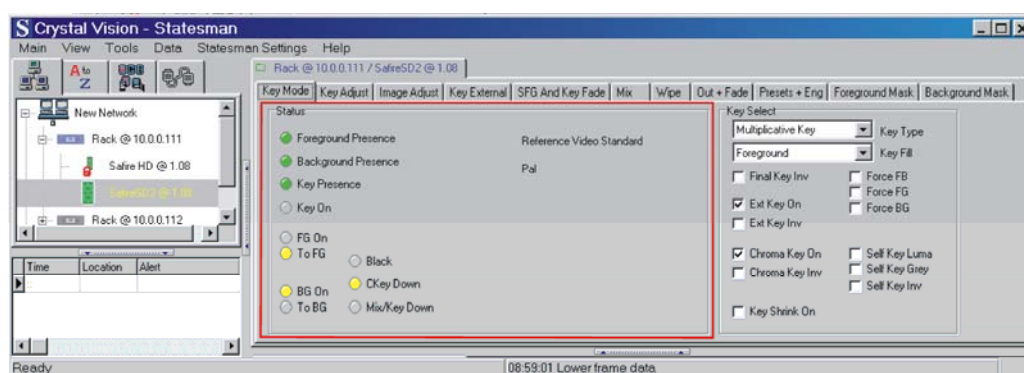 S Crystal Vision - Statesman
Main View Tools Data Statesman Settings Help
A to Z
Rack @ 10.0.0.111 / SafireSD2 @ 1.08
Key Mode Key Adjust Image Adjust Key External SFG And Key Fade Mix Wipe Out + Fade Presets + Eng Foreground Mask Background Mask
New Network
Rack @ 10.0.0.111
Safire HD @ 1.08
SafireSD2 @ 1.08
Rack @ 10.0.0.112
Time Location Alert
Status
Foreground Presence
Background Presence
Key Presence
Key On
FG On
To FG
BG On
To BG
Black
CKey Down
Mix/Key Down
Reference Video Standard
Pal
Key Select
Multiplicative Key Key Type
Foreground Key Fill
Final Key Inv Force FB
Force FG
Ext Key On Force BG
Ext Key Inv
Chroma Key On Self Key Luma
Chroma Key Inv Self Key Grey
Self Key Inv
Key Shrink On
Ready 08:59:01 Lower frame data